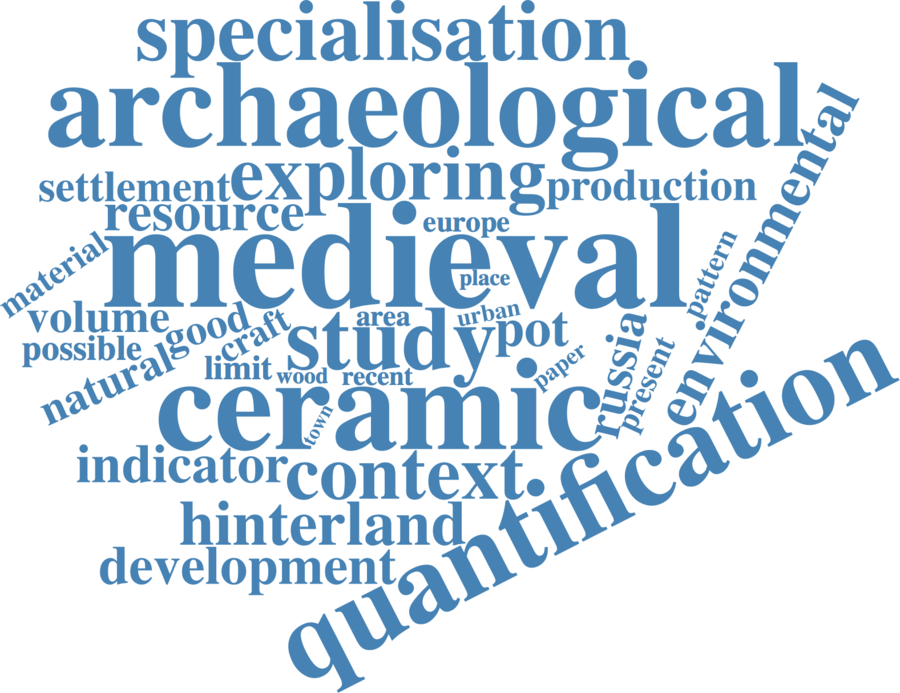 specialisation
archaeological
environmental
exploring
settlement
production
resource
europe
medieval
material
pattern
place
volume
good
area
urban
study
pot
craft
possible
russia
present
limit
wood
recent
paper
natural
ceramic
town
quantification
indicator
context
hinterland
development